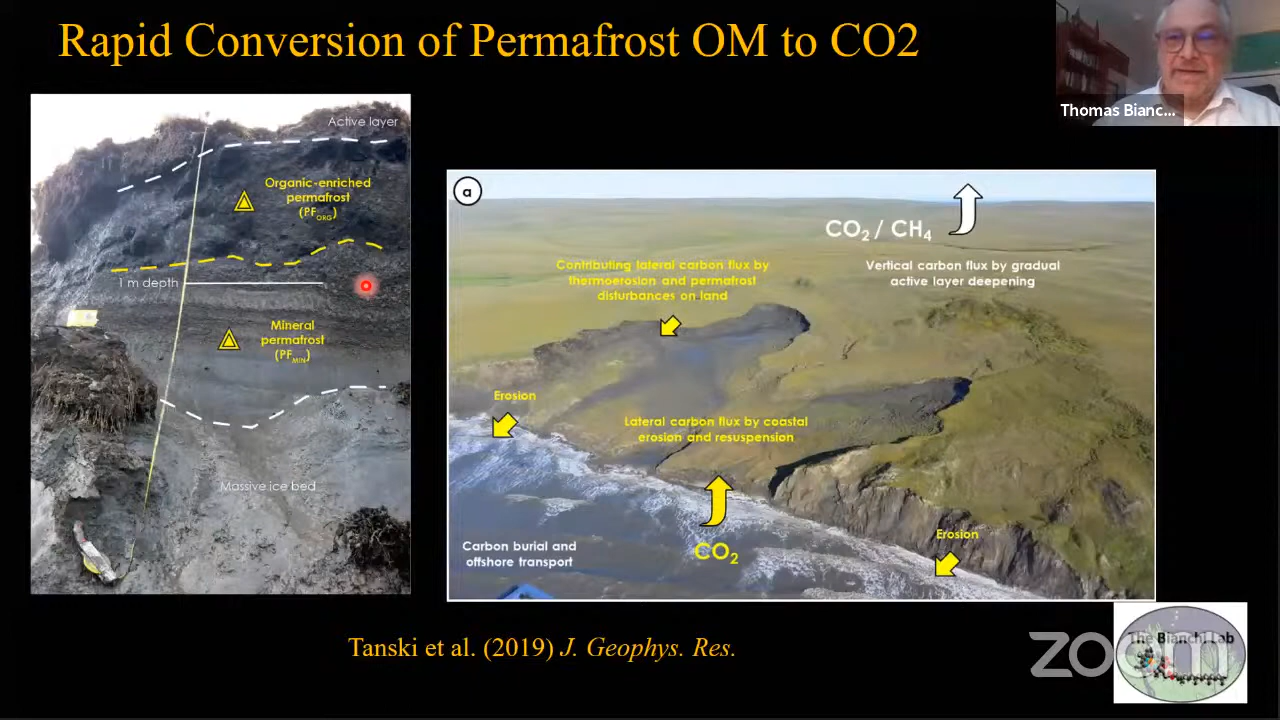 Rapid Conversion of Permafrost OM to CO2
Thomas Bianc...
Active layer
Organic-enriched
permafrost
(PFORG)
1 m depth
Mineral
permafrost
(PFMIN)
Massive ice bed
a
CO2 / CH4
Contributing lateral carbon flux by
thermoerosion and permafrost
disturbances on land
Vertical carbon flux by gradual
active layer deepening
Erosion
Lateral carbon flux by coastal
erosion and resuspension
Erosion
Carbon burial and
offshore transport
CO2
Tanski et al. (2019) J. Geophys. Res.
The Bianchi Lab
zoom